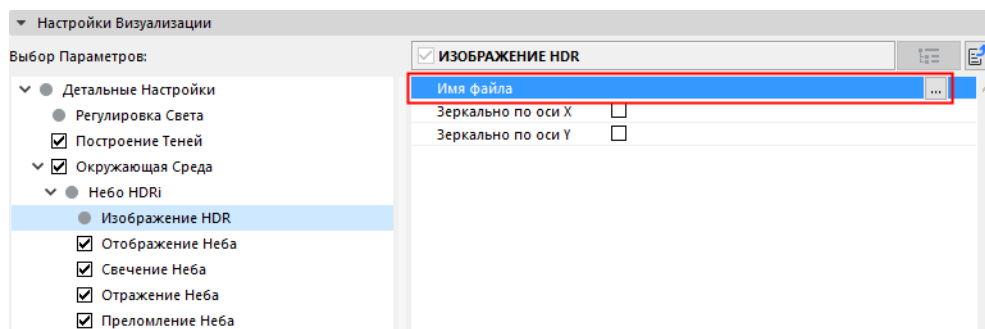 Настройки Визуализации
Выбор Параметров:
ИЗОБРАЖЕНИЕ HDR
Детальные Настройки
Имя файла
...
Регулировка Света
Зеркально по оси X
Построение Теней
Зеркально по оси Y
Окружающая Среда
Небо HDRi
Изображение HDR
Отображение Неба
Свечение Неба
Отражение Неба
Преломление Неба